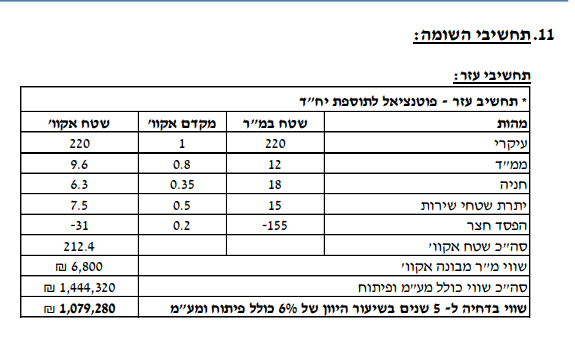 11. תחשיבי השומה:
תחשיבי עזר:
* תחשיב עזר - פוטנציאל לתוספת יח"ד
מהות שטח במ"ר מקדם אקוו' שטח אקוו'
עיקרי 220 1 220
ממ"ד 12 0.8 9.6
חניה 18 0.35 6.3
יתרת שטחי שירות 15 0.5 7.5
הפסד חצר -155 0.2 -31
סה"כ שטח אקוו' 212.4
שווי מ"ר מבונה אקוו' 6,800 ₪
סה"כ שווי כולל מע"מ ופיתוח 1,444,320 ₪
שווי בדחיה ל- 5 שנים בשיעור היוון של 6% כולל פיתוח ומע"מ 1,079,280 ₪